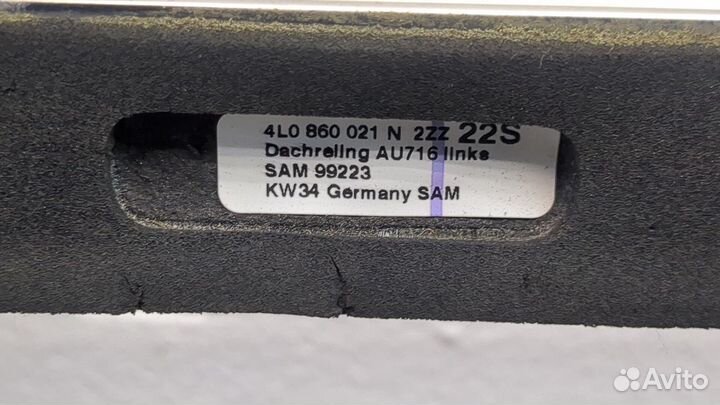 4L0 860 021 N 2ZZ 22S
Dachreling AU716 links
SAM 99223
KW34 Germany SAM
Avito